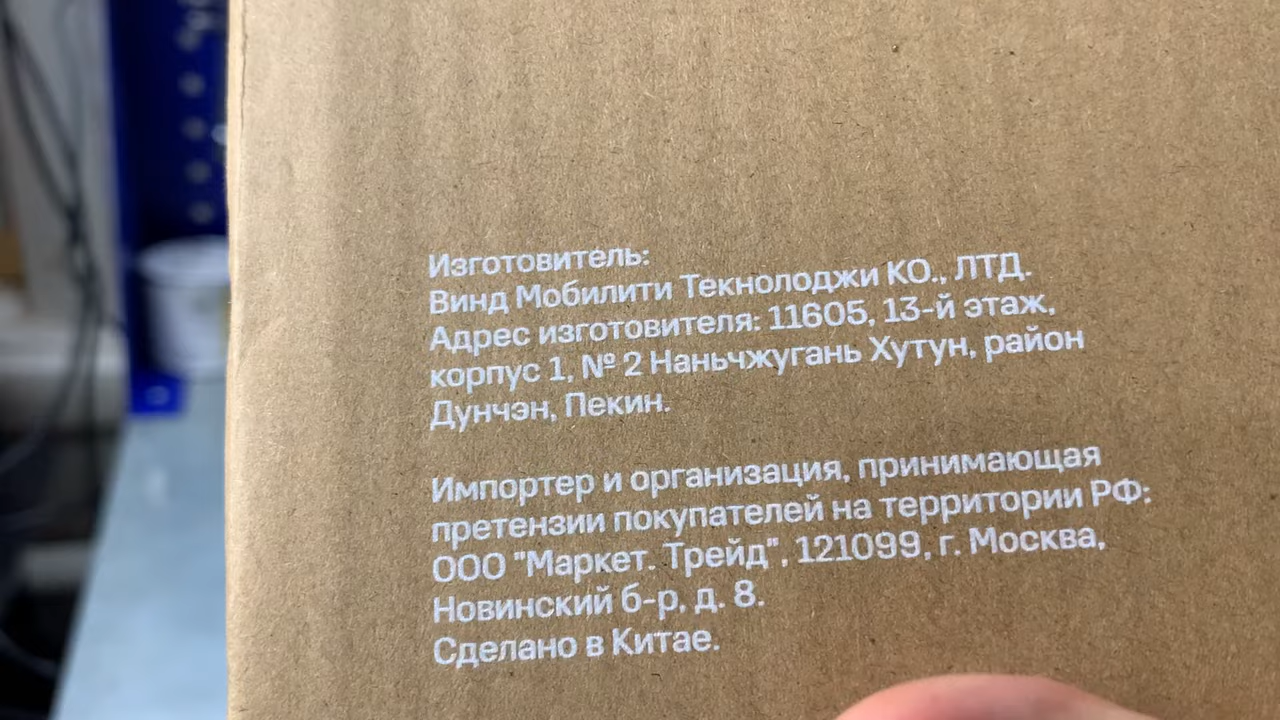 Изготовитель:
Винд Мобилити Текнолоджи КО., ЛТД.
Адрес изготовителя: 11605, 13-й этаж,
корпус 1, № 2 Наньчжугань Хутун, район
Дунчэн, Пекин.
Импортер и организация, принимающая
претензии покупателей на территории РФ:
ООО "Маркет. Трейд", 121099, г. Москва,
Новинский б-р, д. 8.
Сделано в Китае.